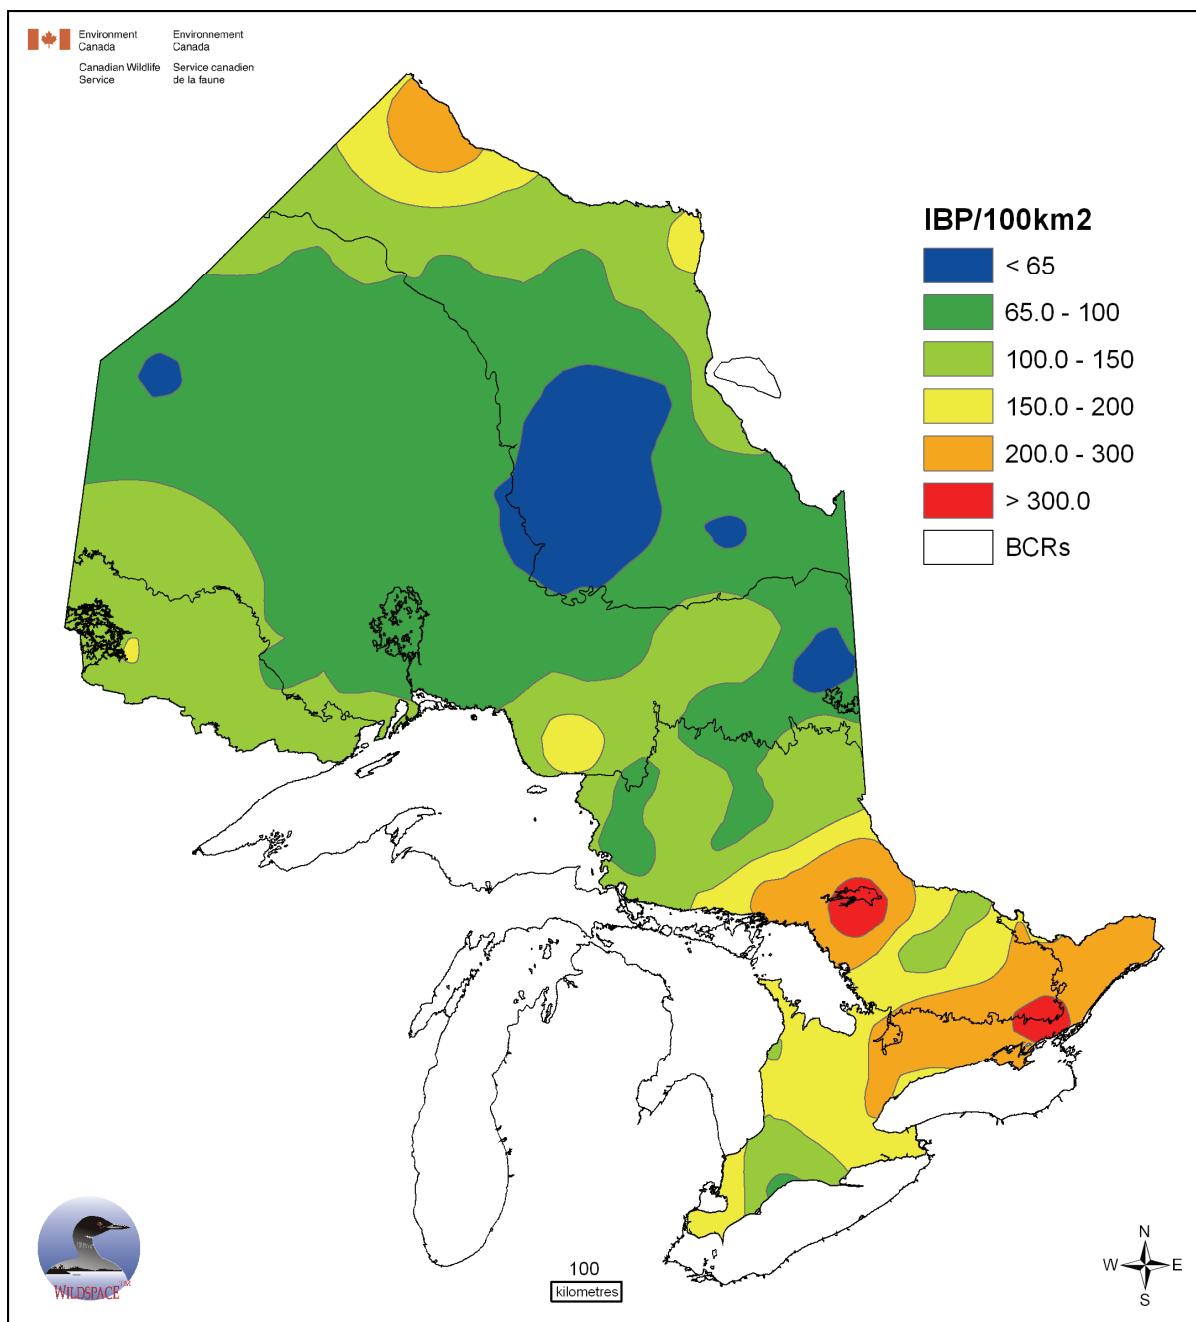 Environment
Canada
Environnement
Canada
Canadian Wildlife
Service
Service canadien
de la faune
IBP/100km2
< 65
65.0 - 100
100.0 - 150
150.0 - 200
200.0 - 300
> 300.0
BCRs
WILDSPACE™
100
kilometres
N
W
E
S